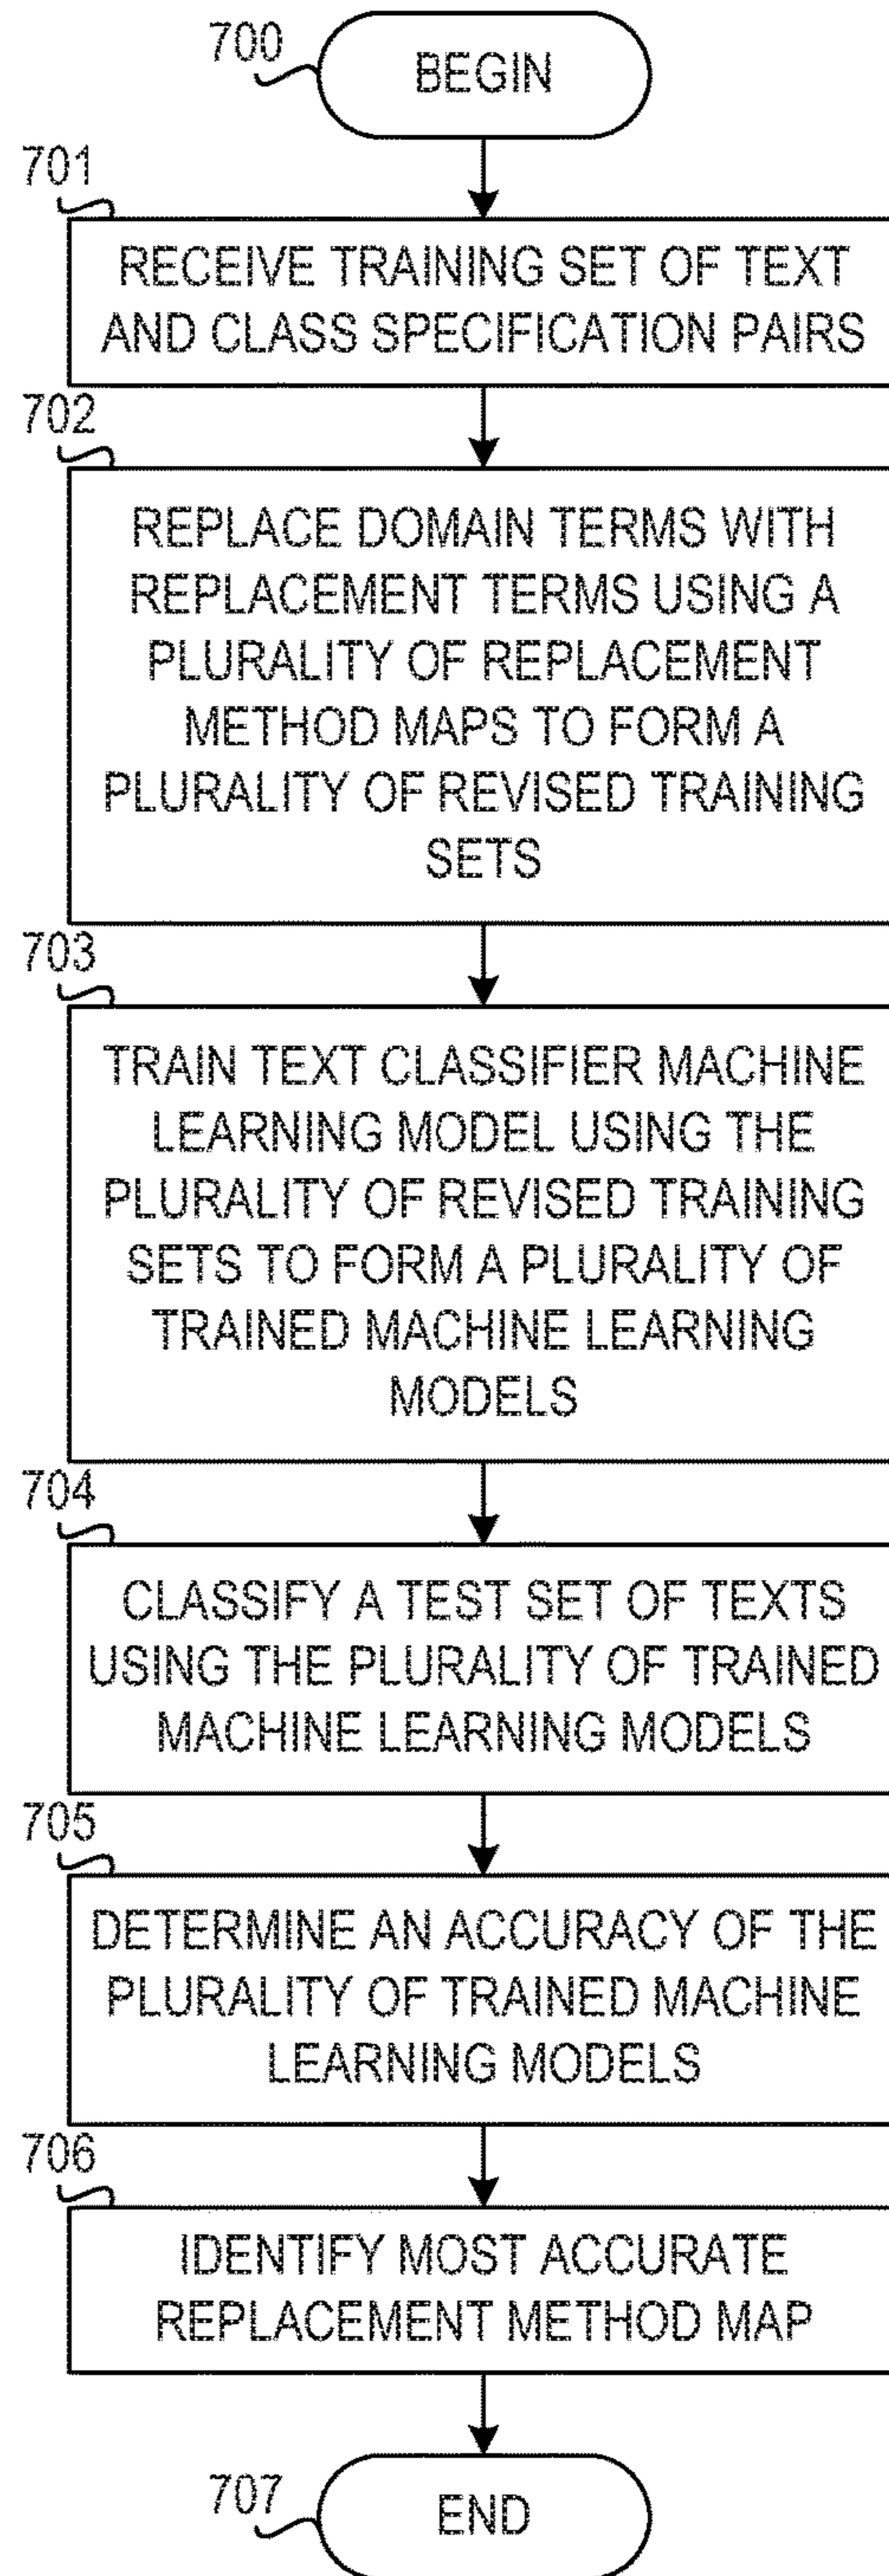 700
BEGIN
701
RECEIVE TRAINING SET OF TEXT
AND CLASS SPECIFICATION PAIRS
702
REPLACE DOMAIN TERMS WITH
REPLACEMENT TERMS USING A
PLURALITY OF REPLACEMENT
METHOD MAPS TO FORM A
PLURALITY OF REVISED TRAINING
SETS
703
TRAIN TEXT CLASSIFIER MACHINE
LEARNING MODEL USING THE
PLURALITY OF REVISED TRAINING
SETS TO FORM A PLURALITY OF
TRAINED MACHINE LEARNING
MODELS
704
CLASSIFY A TEST SET OF TEXTS
USING THE PLURALITY OF TRAINED
MACHINE LEARNING MODELS
705
DETERMINE AN ACCURACY OF THE
PLURALITY OF TRAINED MACHINE
LEARNING MODELS
706
IDENTIFY MOST ACCURATE
REPLACEMENT METHOD MAP
707
END